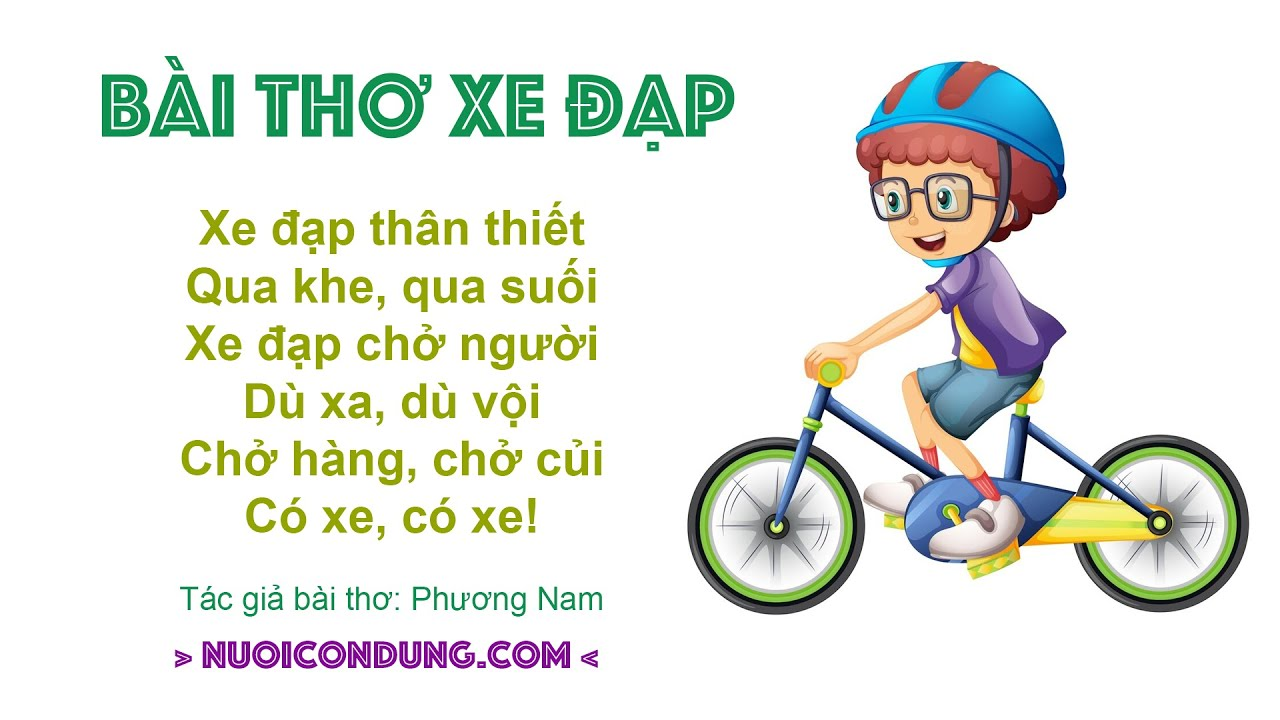 BÀI THƠ XE ĐẠP
Xe đạp thân thiết
Qua khe, qua suối
Xe đạp chở người
Dù xa, dù vội
Chở hàng, chở củi
Có xe, có xe!
Tác giả bài thơ: Phương Nam
> NUOICONDUNG.COM <